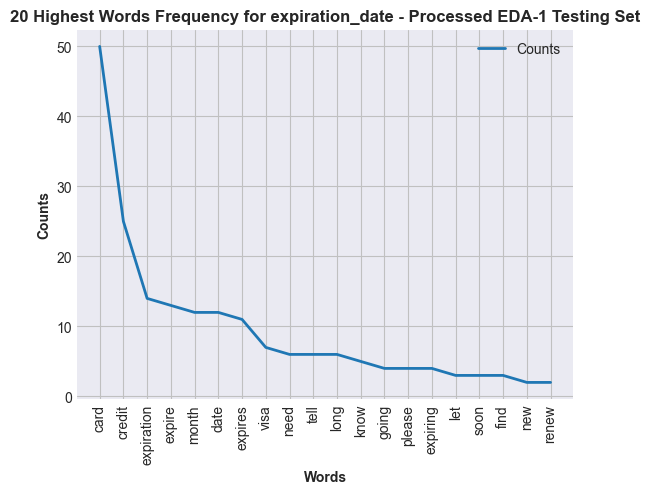 20 Highest Words Frequency for expiration_date - Processed EDA-1 Testing Set
Counts
50
40
30
20
10
0
Counts
card
credit
expiration
expire
month
date
expires
visa
need
tell
long
know
going
please
expiring
let
soon
find
new
renew
Words